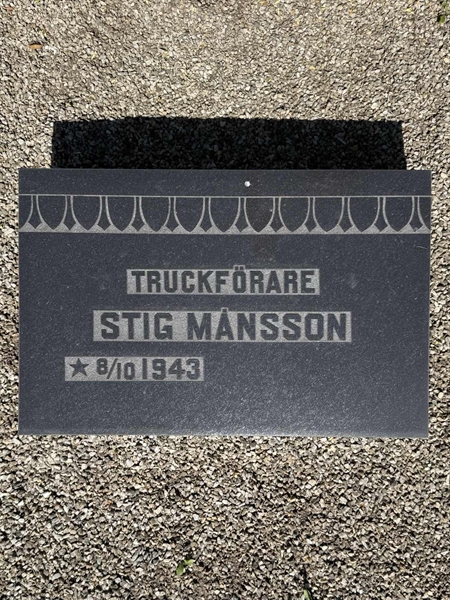 TRUCKFÖRARE
STIG MÅNSSON
★ 8/10 1943